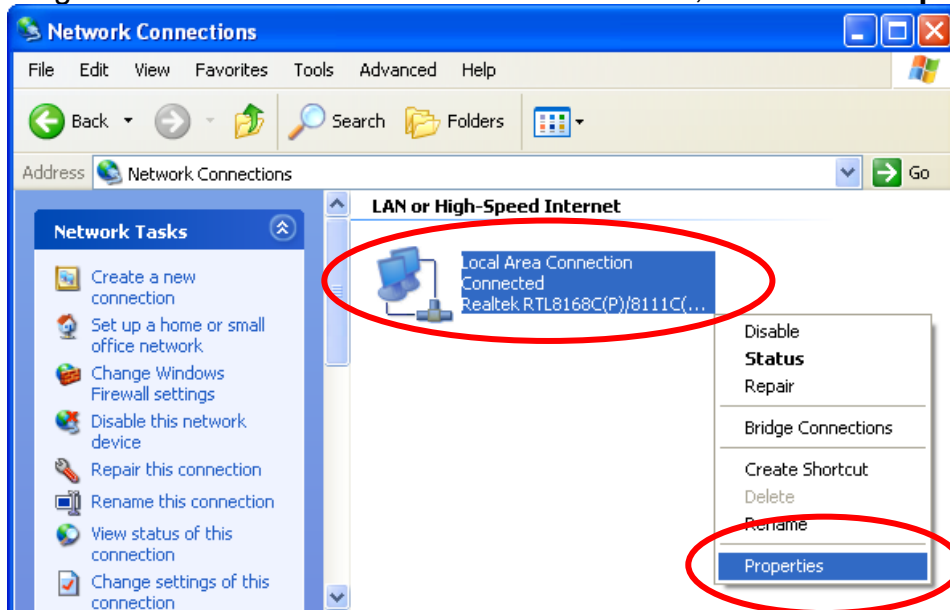 Network Connections
File Edit View Favorites Tools Advanced Help
Back Search Folders
Address Network Connections Go
Network Tasks
Create a new
connection
Set up a home or small
office network
Change Windows
Firewall settings
Disable this network
device
Repair this connection
Rename this connection
View status of this
connection
Change settings of this
connection
LAN or High-Speed Internet
Local Area Connection
Connected
Realtek RTL8168C(P)/8111C(...
Disable
Status
Repair
Bridge Connections
Create Shortcut
Delete
Rename
Properties